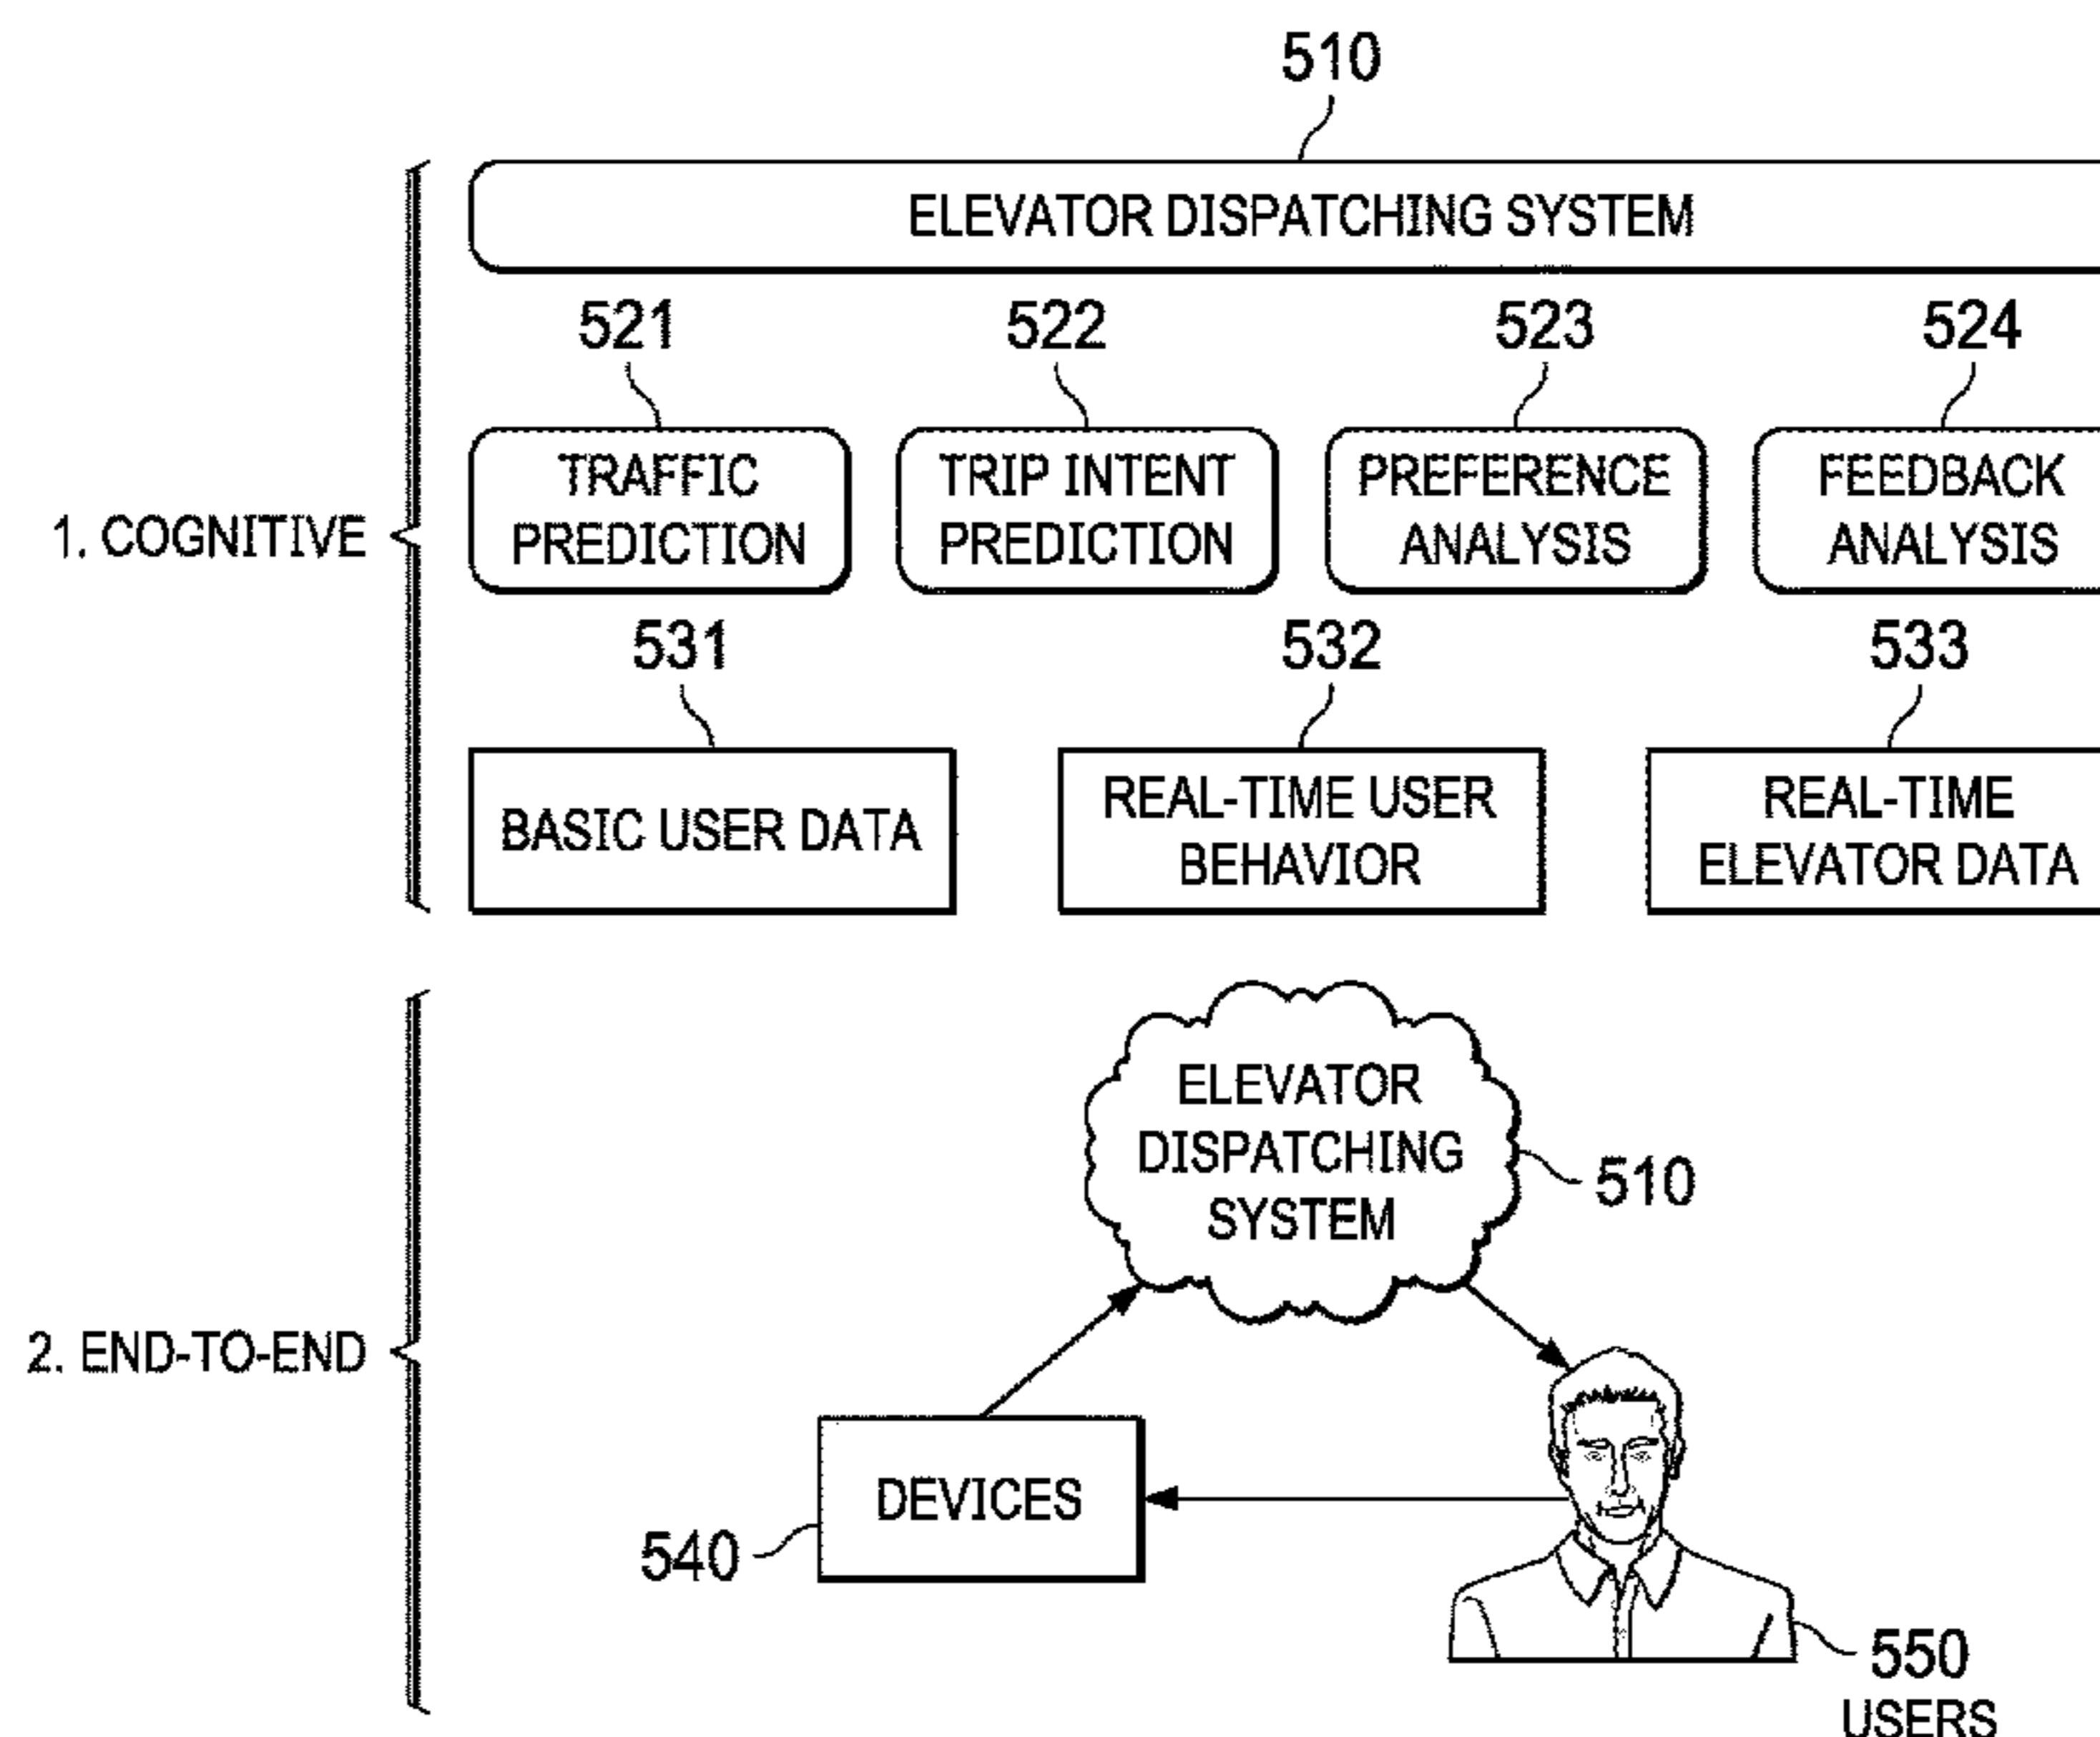 510
ELEVATOR DISPATCHING SYSTEM
521 522 523 524
1. COGNITIVE
TRAFFIC
PREDICTION
TRIP INTENT
PREDICTION
PREFERENCE
ANALYSIS
FEEDBACK
ANALYSIS
531 532 533
BASIC USER DATA
REAL-TIME USER
BEHAVIOR
REAL-TIME
ELEVATOR DATA
2. END-TO-END
ELEVATOR
DISPATCHING
SYSTEM
510
DEVICES
540
550
USERS